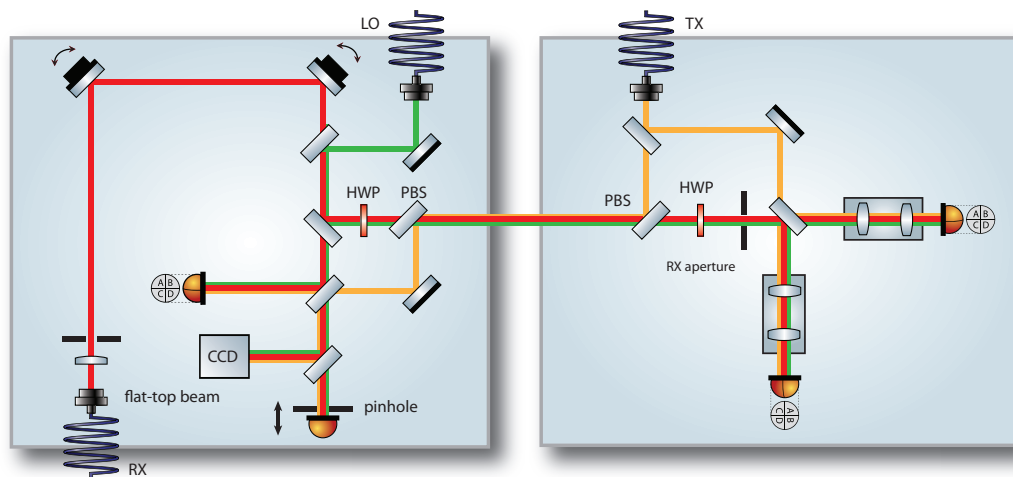 LO
TX
HWP
PBS
PBS
HWP
RX aperture
A B
C D
A B
C D
CCD
flat-top beam
pinhole
A B
C D
RX